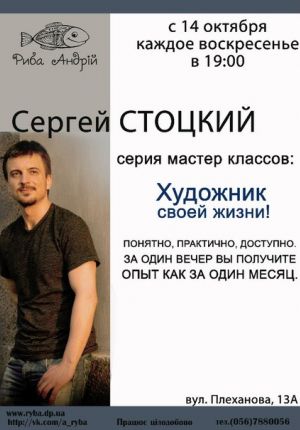 Риба Андрій
с 14 октября
каждое воскресенье
в 19:00
Сергей СТОЦКИЙ
серия мастер классов:
Художник
своей жизни!
ПОНЯТНО, ПРАКТИЧНО, ДОСТУПНО.
ЗА ОДИН ВЕЧЕР ВЫ ПОЛУЧИТЕ
ОПЫТ КАК ЗА ОДИН МЕСЯЦ.
вул. Плеханова, 13А
www.ryba.dp.ua
http://vk.com/a_ryba Працює цілодобово тел.(056)7880056